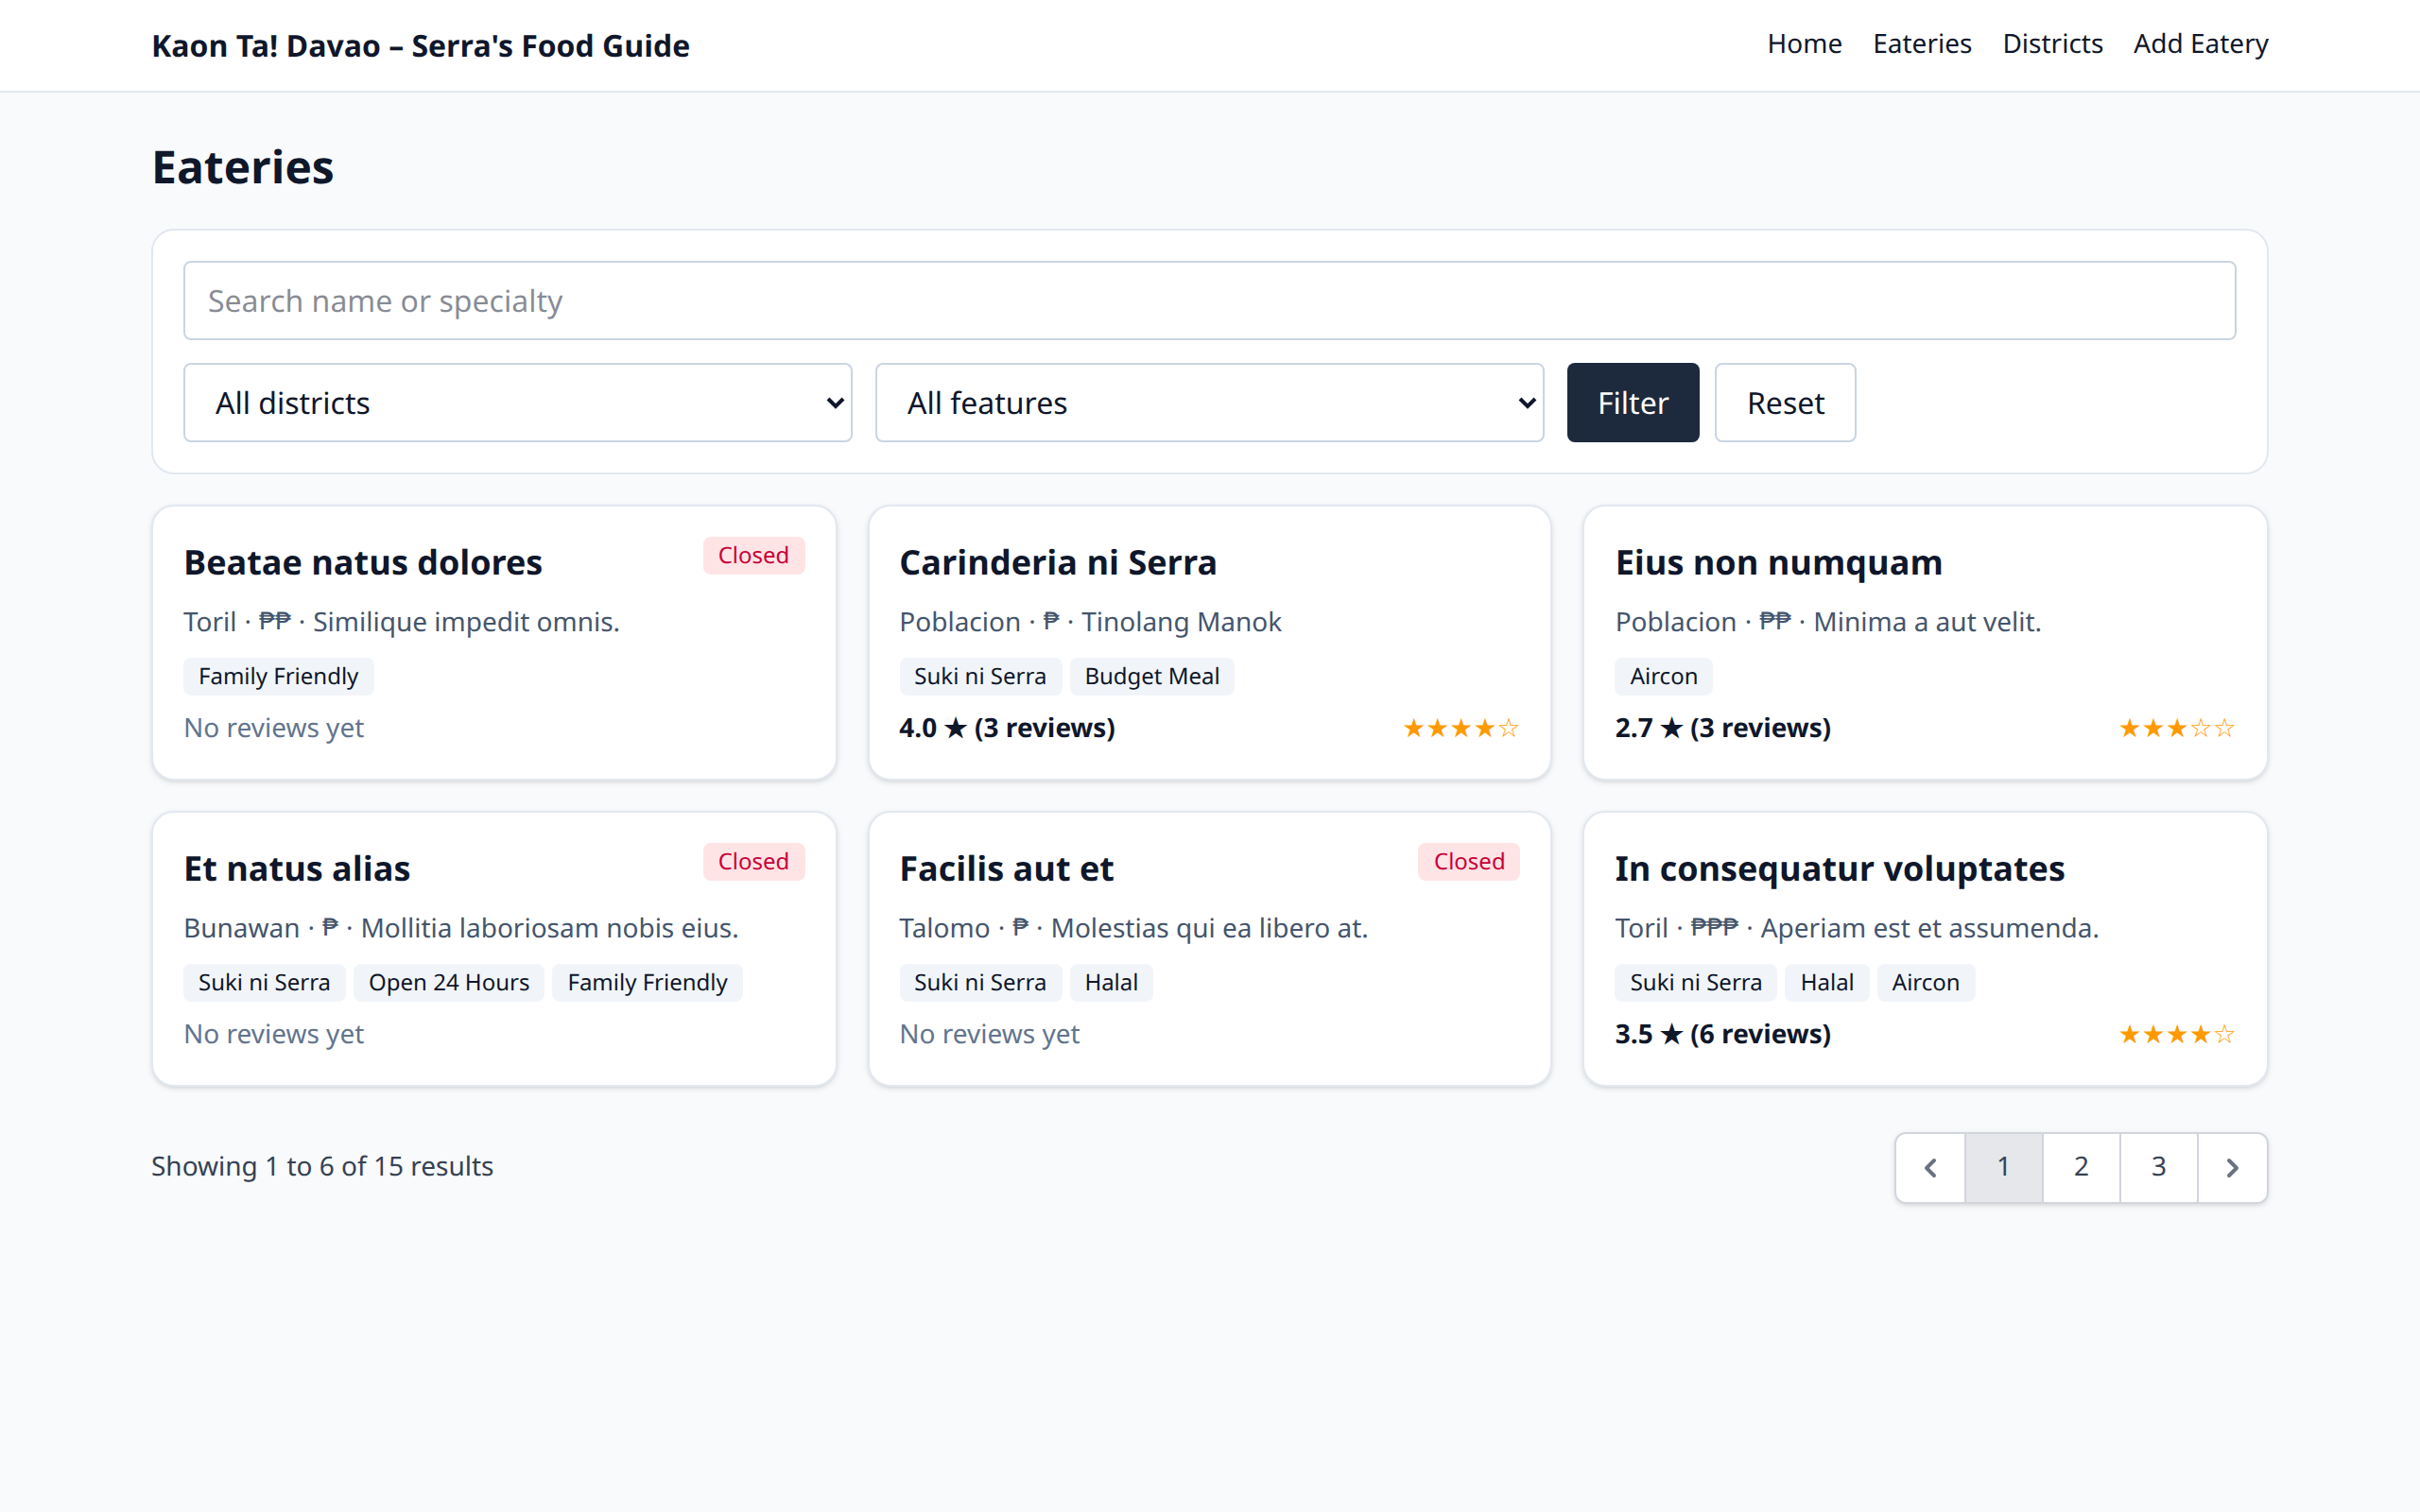 Kaon Ta! Davao – Serra's Food Guide
Home Eateries Districts Add Eatery
Eateries
Search name or specialty
All districts All features Filter Reset
Beatae natus dolores Closed
Toril · ₱₱ · Similique impedit omnis.
Family Friendly
No reviews yet
Carinderia ni Serra
Poblacion · ₱ · Tinolang Manok
Suki ni Serra Budget Meal
4.0 ★ (3 reviews) ★★★★☆
Eius non numquam
Poblacion · ₱₱ · Minima a aut velit.
Aircon
2.7 ★ (3 reviews) ★★★☆☆
Et natus alias Closed
Bunawan · ₱ · Mollitia laboriosam nobis eius.
Suki ni Serra Open 24 Hours Family Friendly
No reviews yet
Facilis aut et Closed
Talomo · ₱ · Molestias qui ea libero at.
Suki ni Serra Halal
No reviews yet
In consequatur voluptates
Toril · ₱₱₱ · Aperiam est et assumenda.
Suki ni Serra Halal Aircon
3.5 ★ (6 reviews) ★★★★☆
Showing 1 to 6 of 15 results
1 2 3